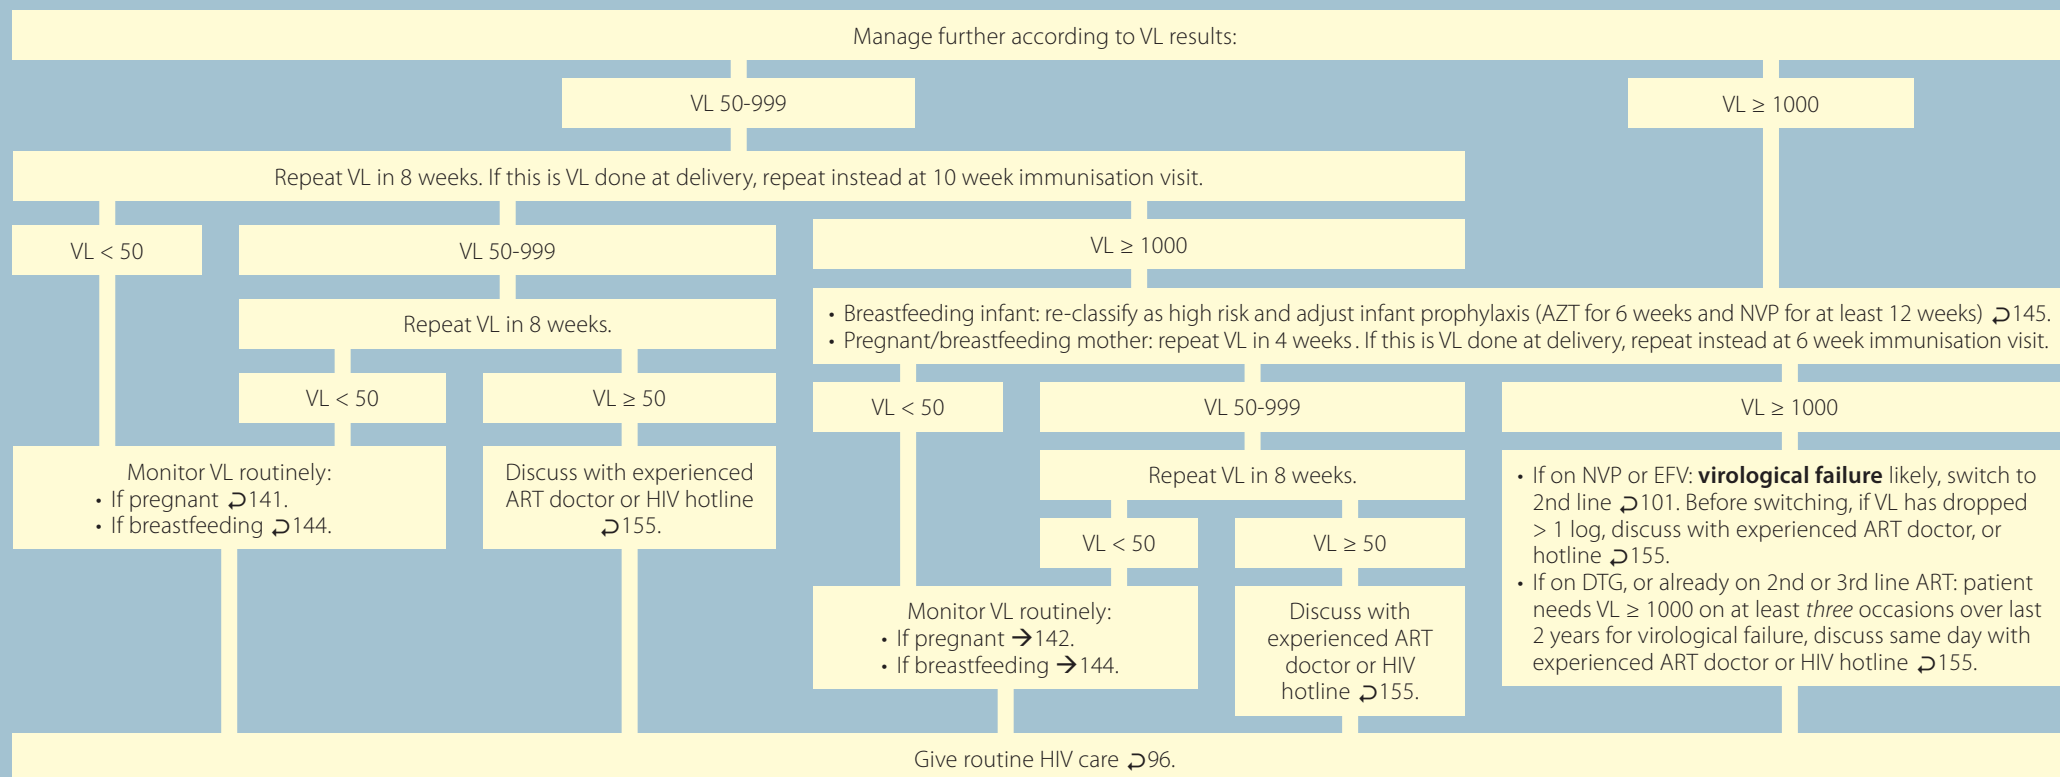 Manage further according to VL results:
VL 50-999
VL ≥ 1000
Repeat VL in 8 weeks. If this is VL done at delivery, repeat instead at 10 week immunisation visit.
VL < 50
VL 50-999
VL ≥ 1000
Repeat VL in 8 weeks.
• Breastfeeding infant: re-classify as high risk and adjust infant prophylaxis (AZT for 6 weeks and NVP for at least 12 weeks) ⮌145.
• Pregnant/breastfeeding mother: repeat VL in 4 weeks. If this is VL done at delivery, repeat instead at 6 week immunisation visit.
VL < 50
VL ≥ 50
Monitor VL routinely:
• If pregnant ⮌141.
• If breastfeeding ⮌144.
Discuss with experienced
ART doctor or HIV hotline
⮌155.
VL < 50
VL 50-999
VL ≥ 1000
Repeat VL in 8 weeks.
VL < 50
VL ≥ 50
Monitor VL routinely:
• If pregnant →142.
• If breastfeeding →144.
Discuss with
experienced ART
doctor or HIV
hotline ⮌155.
• If on NVP or EFV: virological failure likely, switch to
2nd line ⮌101. Before switching, if VL has dropped
> 1 log, discuss with experienced ART doctor, or
hotline ⮌155.
• If on DTG, or already on 2nd or 3rd line ART: patient
needs VL ≥ 1000 on at least three occasions over last
2 years for virological failure, discuss same day with
experienced ART doctor or HIV hotline ⮌155.
Give routine HIV care ⮌96.